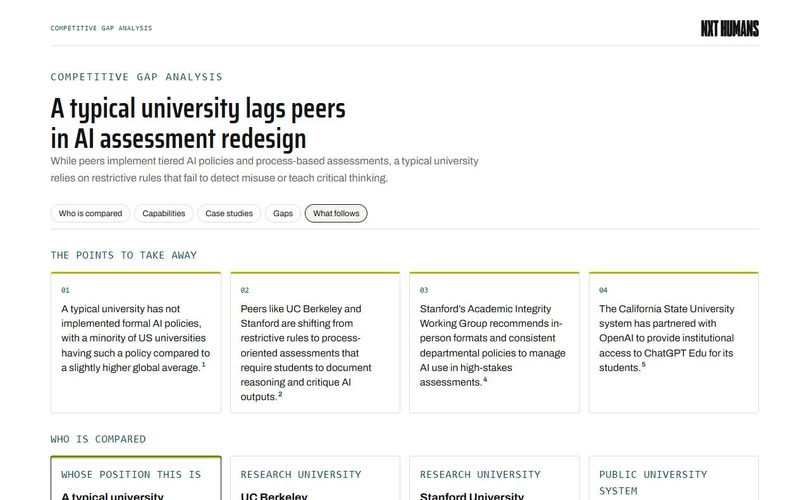 COMPETITIVE GAP ANALYSIS
NXT HUMANS
COMPETITIVE GAP ANALYSIS
A typical university lags peers
in AI assessment redesign
While peers implement tiered AI policies and process-based assessments, a typical university
relies on restrictive rules that fail to detect misuse or teach critical thinking.
Who is compared
Capabilities
Case studies
Gaps
What follows
THE POINTS TO TAKE AWAY
01
A typical university has not
implemented formal AI policies,
with a minority of US universities
having such a policy compared to
a slightly higher global average.1
02
Peers like UC Berkeley and
Stanford are shifting from
restrictive rules to process-
oriented assessments that
require students to document
reasoning and critique AI
outputs.2
03
Stanford's Academic Integrity
Working Group recommends in-
person formats and consistent
departmental policies to manage
AI use in high-stakes
assessments.4
04
The California State University
system has partnered with
OpenAI to provide institutional
access to ChatGPT Edu for its
students.5
WHO IS COMPARED
WHOSE POSITION THIS IS
A typical university
RESEARCH UNIVERSITY
UC Berkeley
RESEARCH UNIVERSITY
Stanford University
PUBLIC UNIVERSITY
SYSTEM